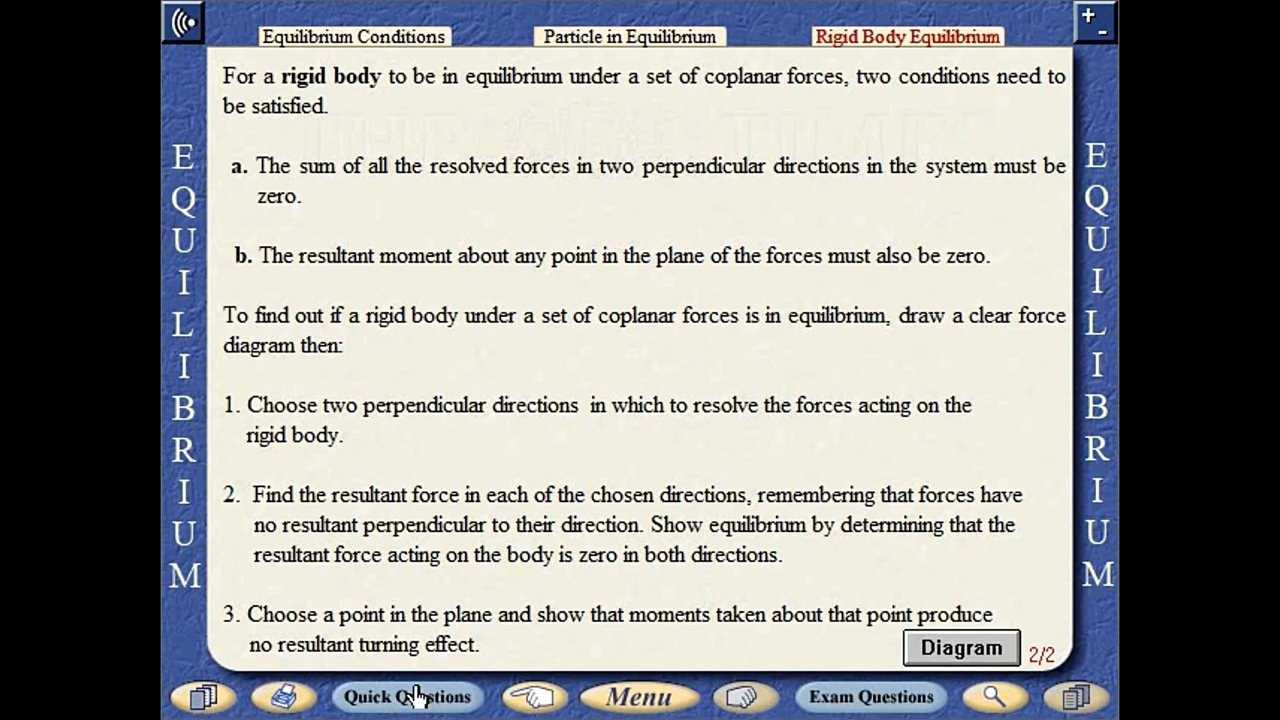 Equilibrium Conditions
Particle in Equilibrium
Rigid Body Equilibrium
+
-
For a rigid body to be in equilibrium under a set of coplanar forces, two conditions need to
be satisfied.
a. The sum of all the resolved forces in two perpendicular directions in the system must be
zero.
b. The resultant moment about any point in the plane of the forces must also be zero.
To find out if a rigid body under a set of coplanar forces is in equilibrium, draw a clear force
diagram then:
1. Choose two perpendicular directions in which to resolve the forces acting on the
rigid body.
2. Find the resultant force in each of the chosen directions, remembering that forces have
no resultant perpendicular to their direction. Show equilibrium by determining that the
resultant force acting on the body is zero in both directions.
3. Choose a point in the plane and show that moments taken about that point produce
no resultant turning effect.
Diagram
2/2
EQUILIBRIUM
EQUILIBRIUM
Quick Questions
Menu
Exam Questions